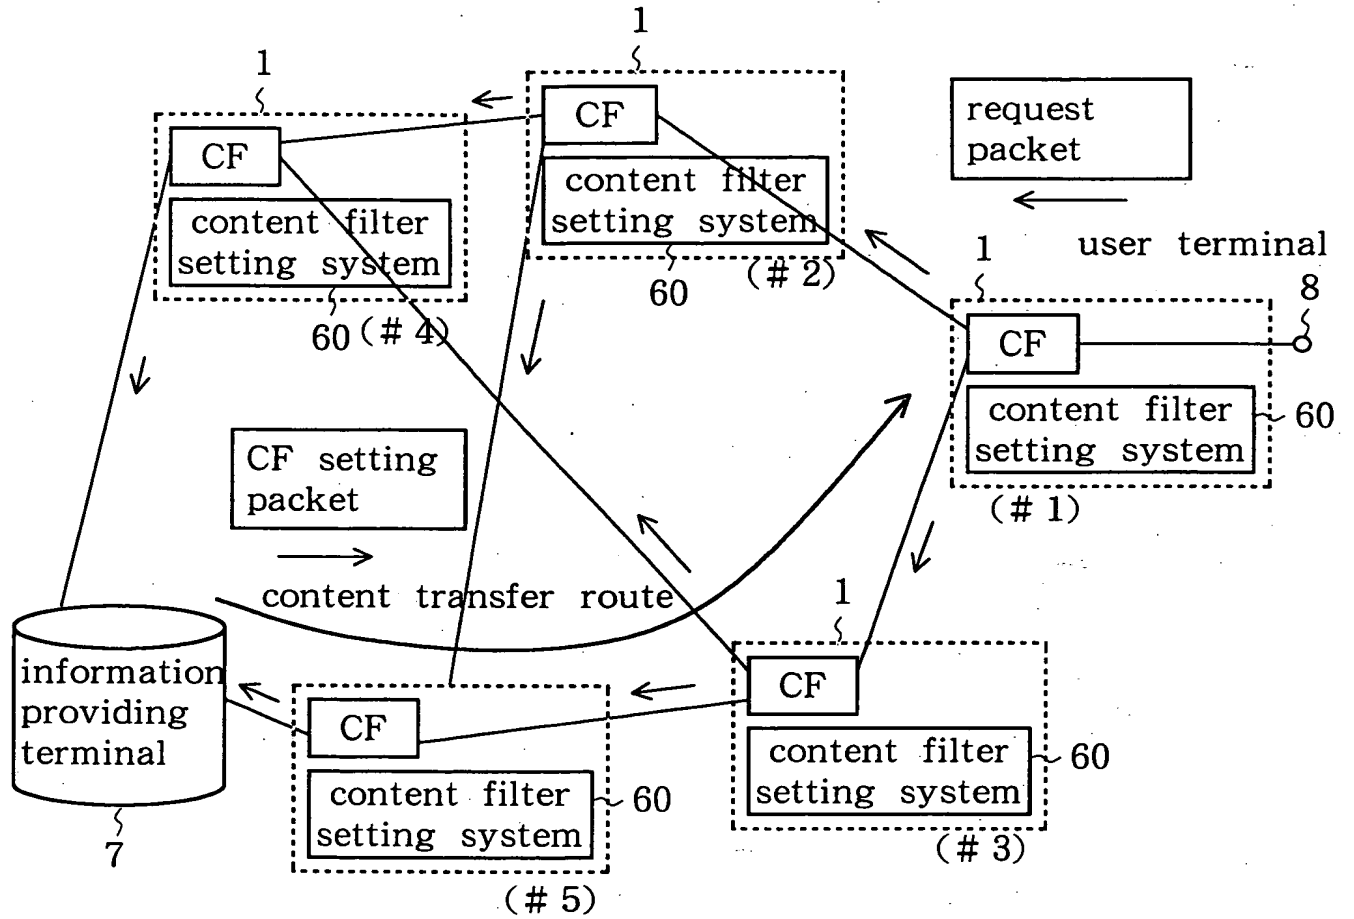 1
1
CF
request
packet
CF
content filter
setting system
content filter
setting system
user terminal
1
60
(#2)
8
60
(#4)
CF
content filter
setting system
60
CF setting
packet
(#1)
content transfer route
1
information
providing
terminal
CF
CF
content filter
setting system
60
content filter
setting system
60
7
(#3)
(#5)